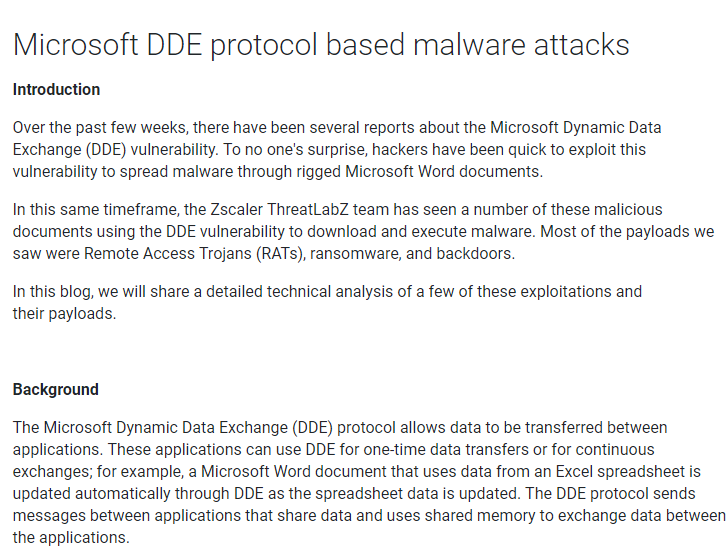 Microsoft DDE protocol based malware attacks
Introduction
Over the past few weeks, there have been several reports about the Microsoft Dynamic Data
Exchange (DDE) vulnerability. To no one's surprise, hackers have been quick to exploit this
vulnerability to spread malware through rigged Microsoft Word documents.
In this same timeframe, the Zscaler ThreatLabZ team has seen a number of these malicious
documents using the DDE vulnerability to download and execute malware. Most of the payloads we
saw were Remote Access Trojans (RATs), ransomware, and backdoors.
In this blog, we will share a detailed technical analysis of a few of these exploitations and
their payloads.
Background
The Microsoft Dynamic Data Exchange (DDE) protocol allows data to be transferred between
applications. These applications can use DDE for one-time data transfers or for continuous
exchanges; for example, a Microsoft Word document that uses data from an Excel spreadsheet is
updated automatically through DDE as the spreadsheet data is updated. The DDE protocol sends
messages between applications that share data and uses shared memory to exchange data between
the applications.